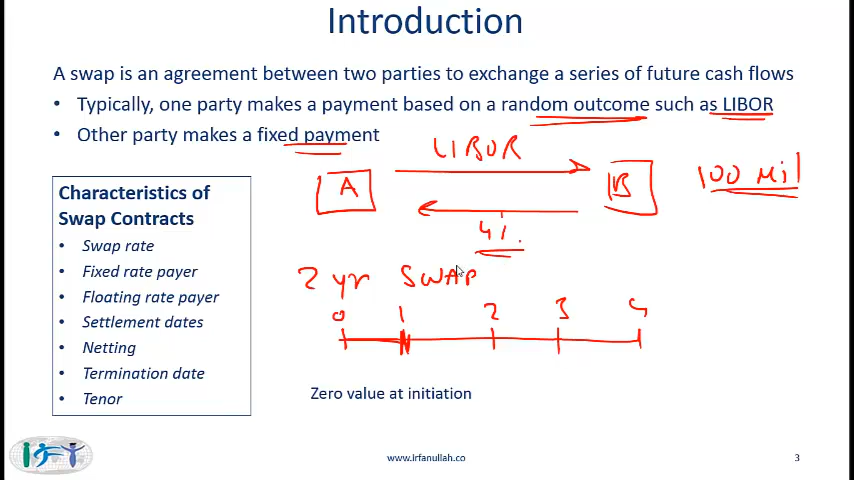 Introduction
A swap is an agreement between two parties to exchange a series of future cash flows
• Typically, one party makes a payment based on a random outcome such as LIBOR
• Other party makes a fixed payment
LIBOR
A
B
100 Mil
4%.
Characteristics of
Swap Contracts
• Swap rate
• Fixed rate payer
• Floating rate payer
• Settlement dates
• Netting
• Termination date
• Tenor
2 yr SWAP
0 1 2 3 4
Zero value at initiation
www.irfanullah.co
3